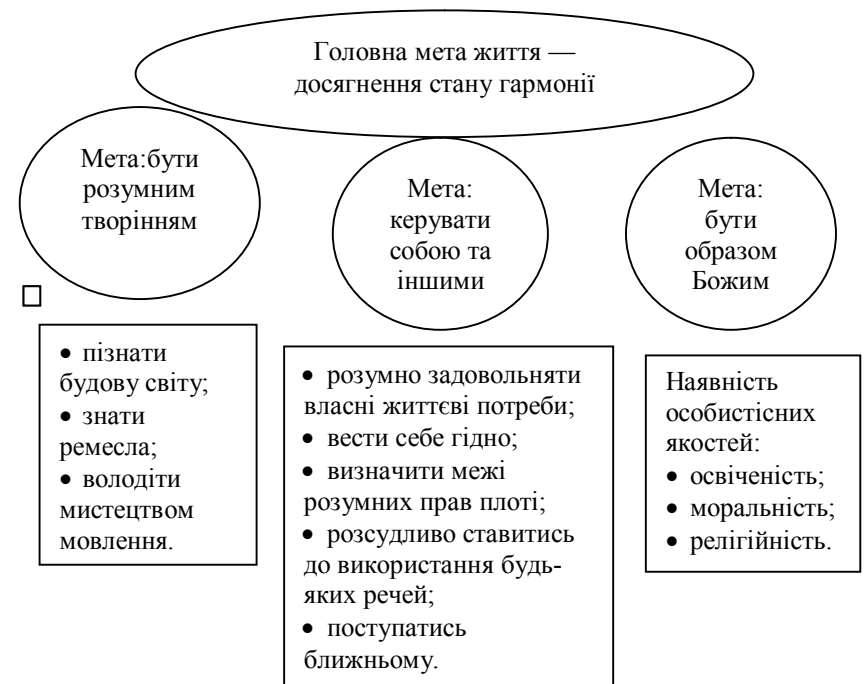 Головна мета життя —
досягнення стану гармонії
Мета:бути
розумним
творінням
Мета:
керувати
собою та
іншими
Мета:
бути
образом
Божим
• пізнати
будову світу;
• знати
ремесла;
• володіти
мистецтвом
мовлення.
• розумно задовольняти
власні життєві потреби;
• вести себе гідно;
• визначити межі
розумних прав плоті;
• розсудливо ставитись
до використання будь-
яких речей;
• поступатись
ближньому.
Наявність
особистісних
якостей:
• освіченість;
• моральність;
• релігійність.